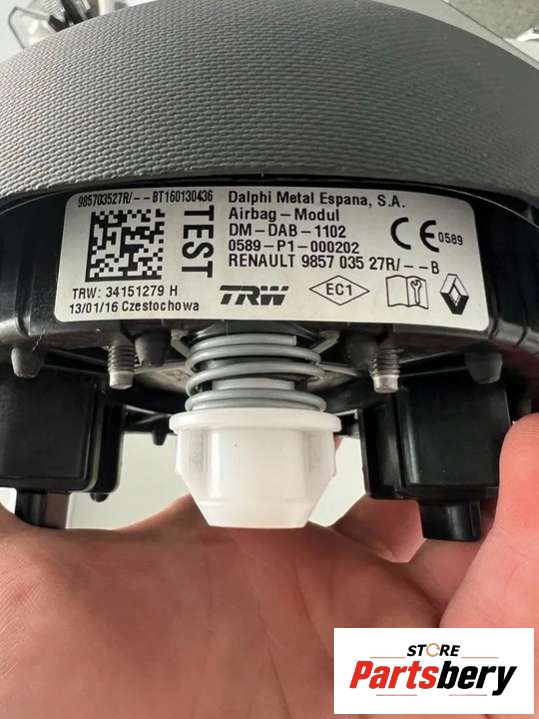 985703527R/--BT160130436
TEST
TRW: 34151279 H
13/01/16 Czestochowa
Dalphi Metal Espana, S.A.
Airbag-Modul
DM-DAB-1102
0589-P1-000202
RENAULT 9857 035 27R/--B
CE 0589
TRW
EC1
STORE
Partsbery